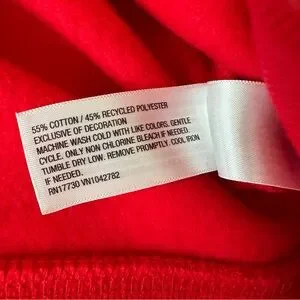 55% COTTON / 45% RECYCLED POLYESTER
EXCLUSIVE OF DECORATION
MACHINE WASH COLD WITH LIKE COLORS, GENTLE
CYCLE. ONLY NON CHLORINE BLEACH IF NEEDED.
TUMBLE DRY LOW. REMOVE PROMPTLY. COOL IRON
IF NEEDED.
RN17730 VN1042782